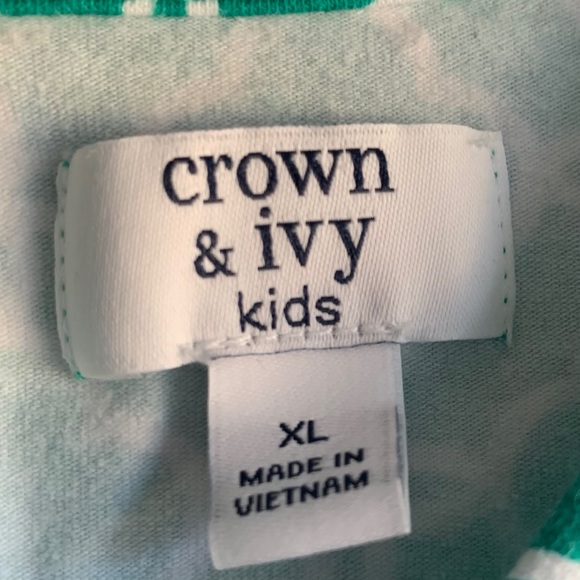 crown
& ivy
kids
XL
MADE IN
VIETNAM